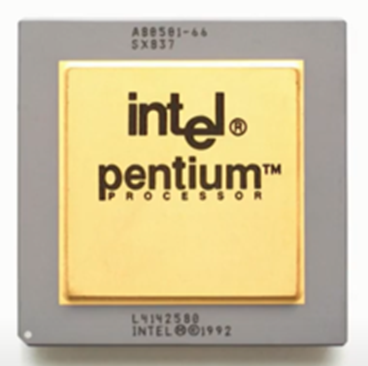 A80501-66
SX837
intel®
pentium™
PROCESSOR
L4142580
INTEL Ⓜ©1992